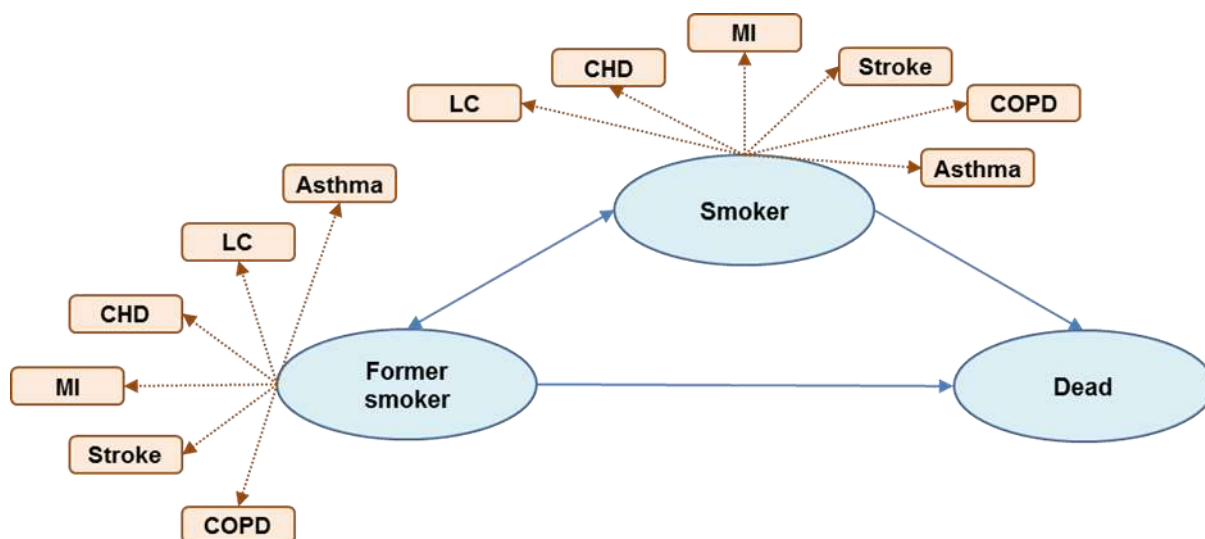 MI
CHD
Stroke
LC
COPD
Asthma
Smoker
Asthma
LC
CHD
MI
Stroke
COPD
Former
smoker
Dead